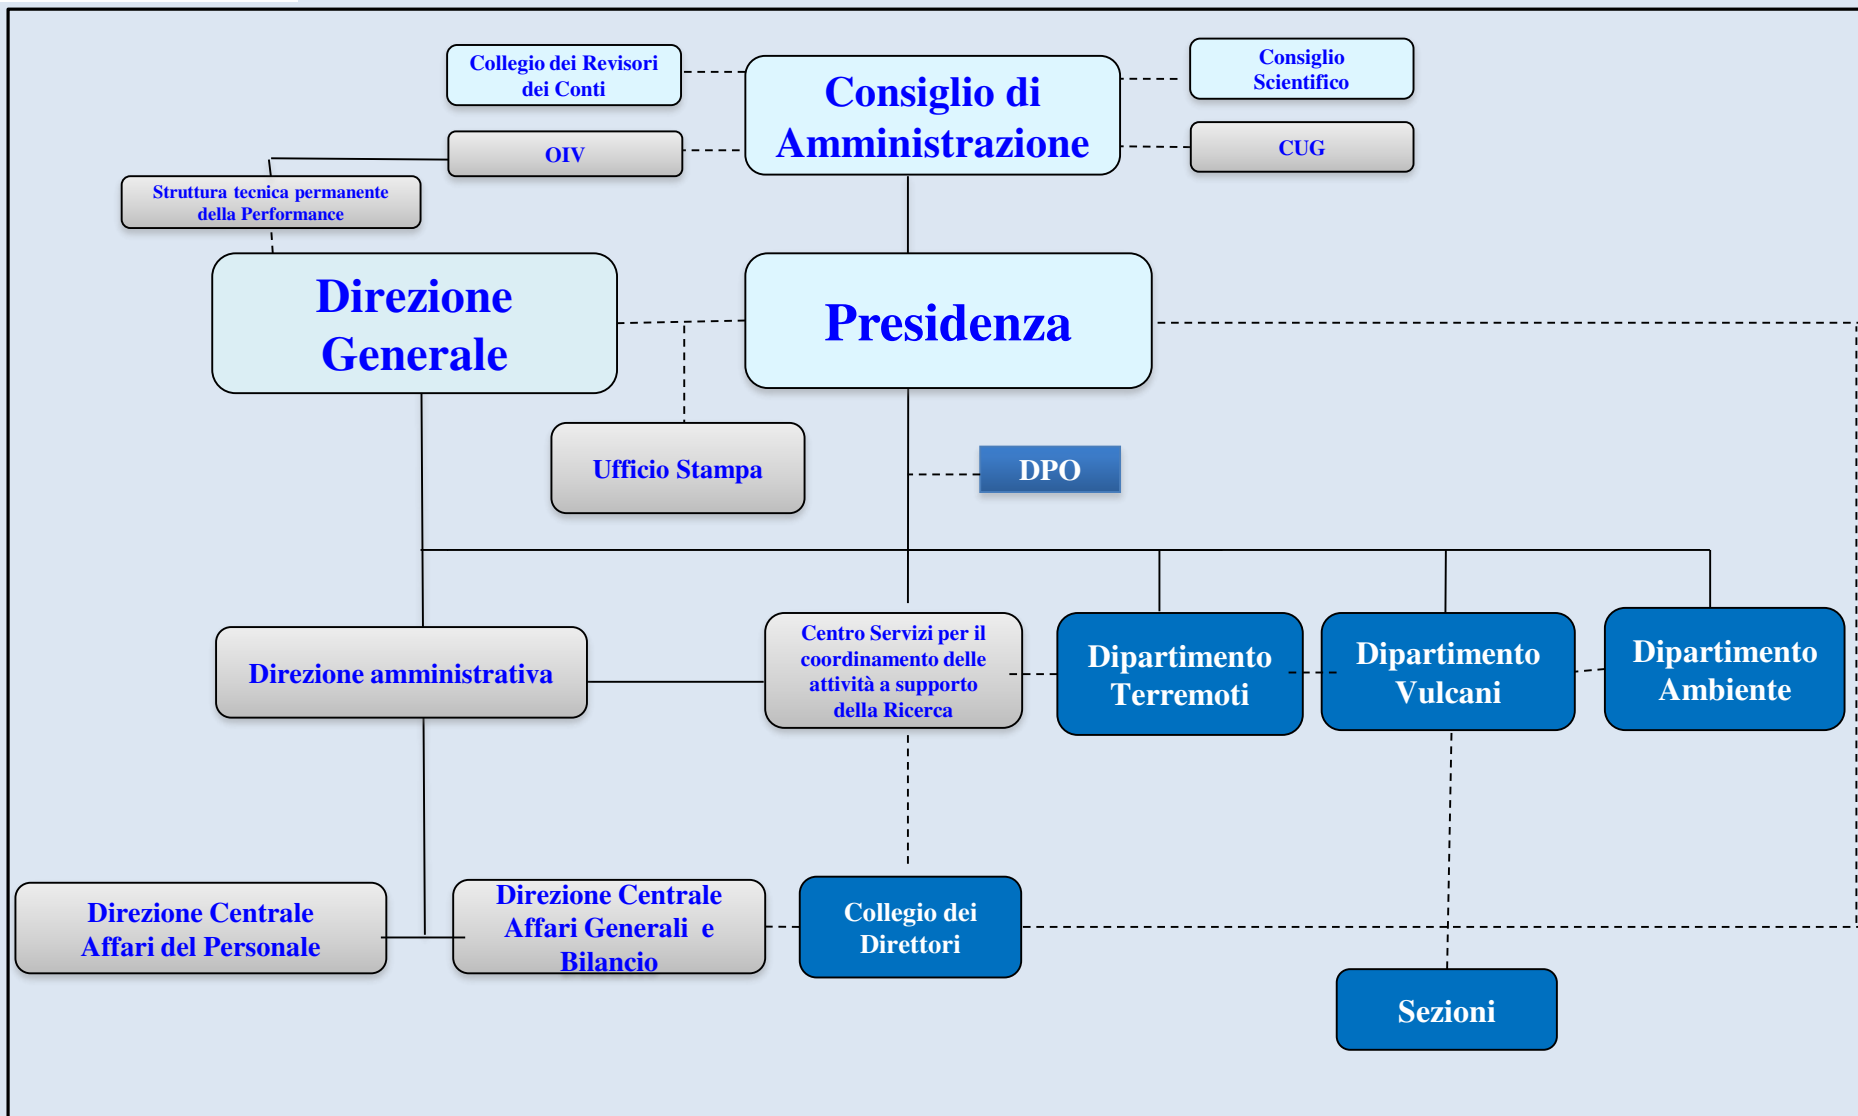 Collegio dei Revisori
dei Conti
Consiglio di
Amministrazione
Consiglio
Scientifico
OIV
CUG
Struttura tecnica permanente
della Performance
Direzione
Generale
Presidenza
Ufficio Stampa
DPO
Direzione amministrativa
Centro Servizi per il
coordinamento delle
attività a supporto
della Ricerca
Dipartimento
Terremoti
Dipartimento
Vulcani
Dipartimento
Ambiente
Direzione Centrale
Affari del Personale
Direzione Centrale
Affari Generali e
Bilancio
Collegio dei
Direttori
Sezioni